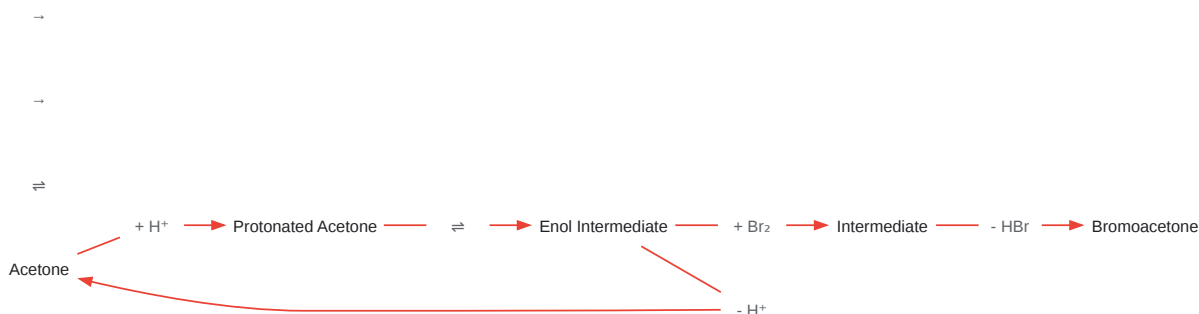 →
→
⇌
+ H⁺ Protonated Acetone ⇌ Enol Intermediate + Br₂ Intermediate - HBr Bromoacetone
Acetone
- H⁺